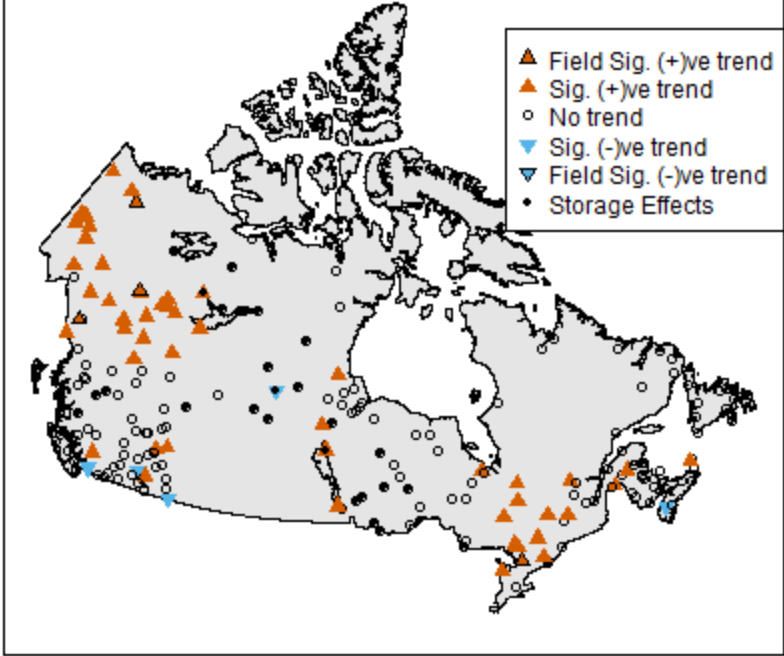 Field Sig. (+)ve trend
Sig. (+)ve trend
No trend
Sig. (-)ve trend
Field Sig. (-)ve trend
Storage Effects